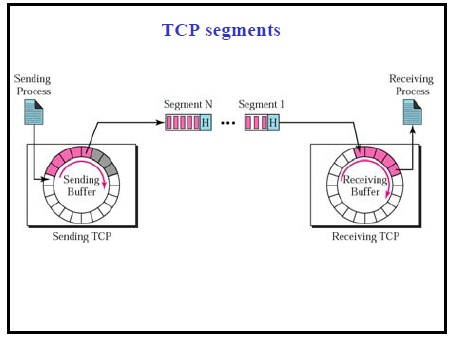 TCP segments
Sending
Process
Receiving
Process
Segment N
Segment 1
H
...
H
Sending
Buffer
Receiving
Buffer
Sending TCP
Receiving TCP